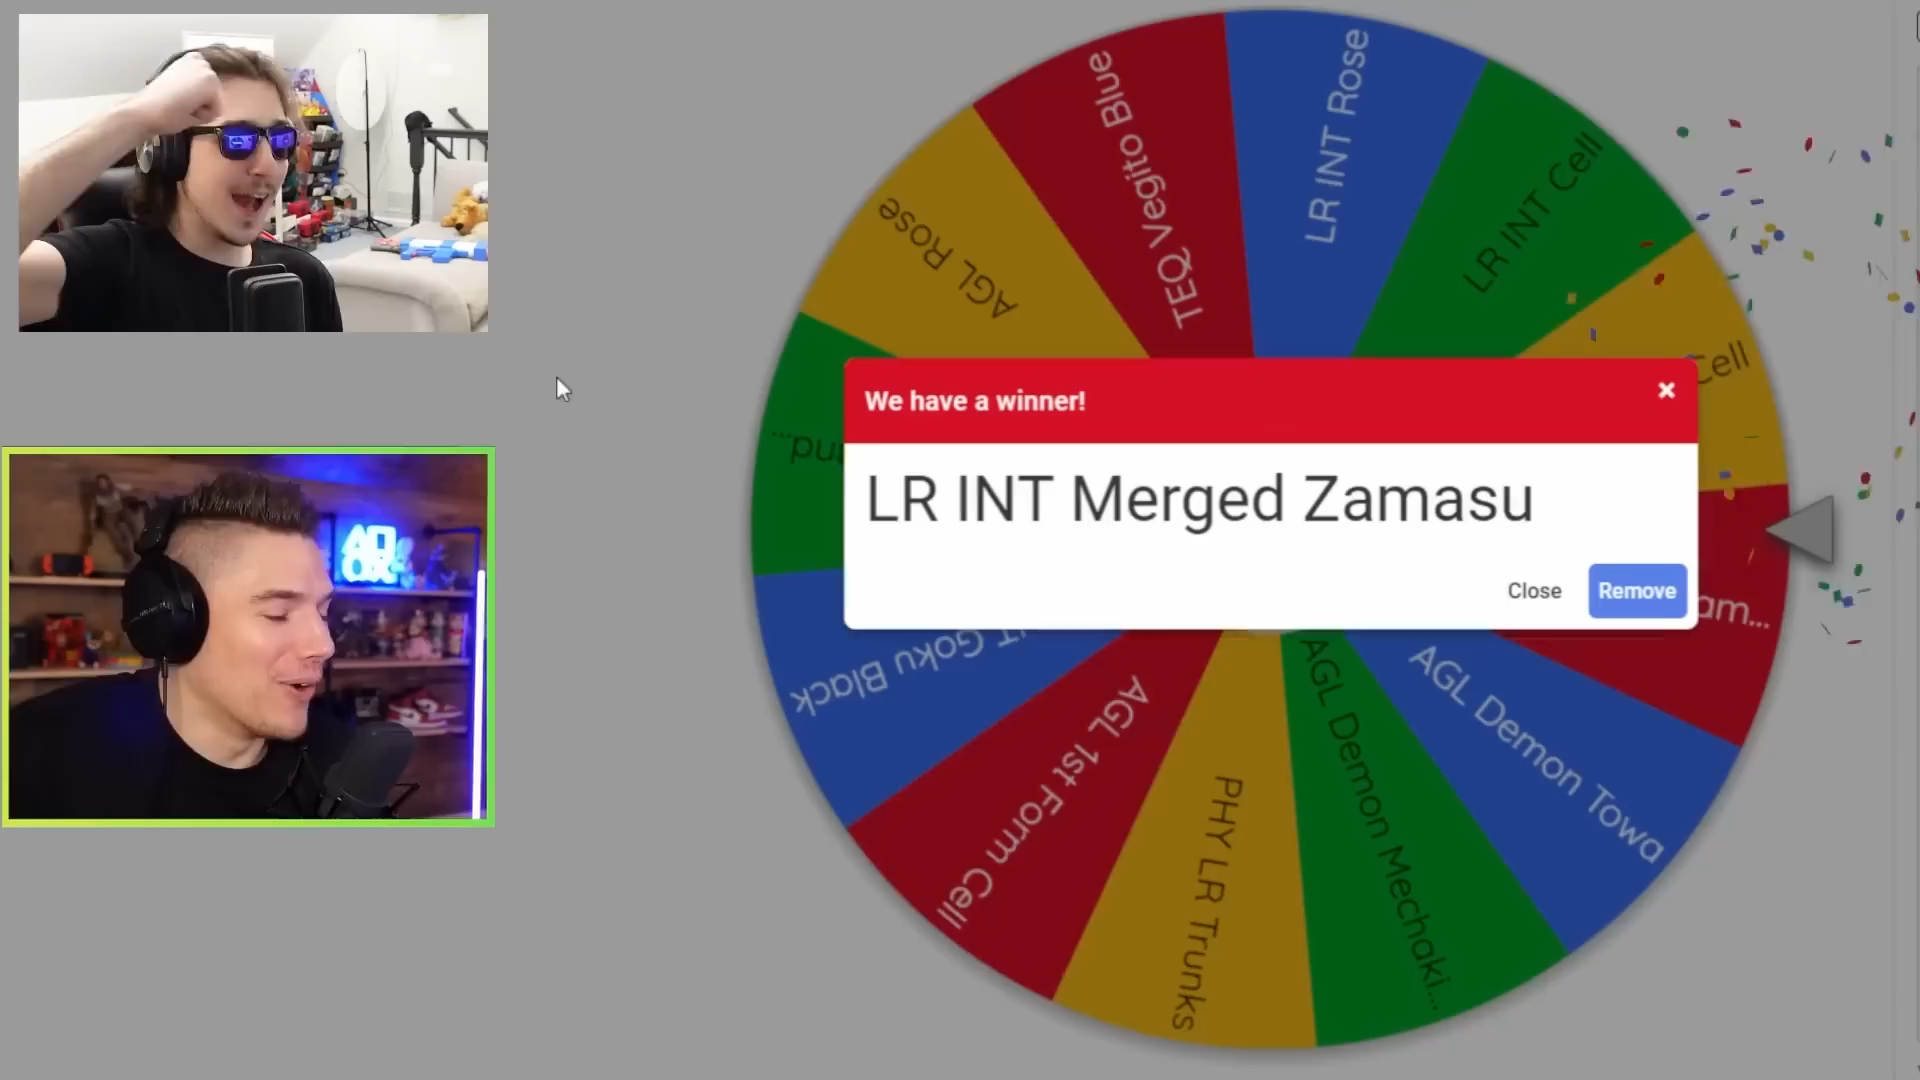 TEQ Vegito Blue
LR INT Rose
LR INT Cell
AGL Rose
Cell
We have a winner!
LR INT Merged Zamasu
Close
Remove
am...
Goku Black
AGL 1st Form Cell
PHY LR Trunks
AGL Demon Mechaki...
AGL Demon Towa